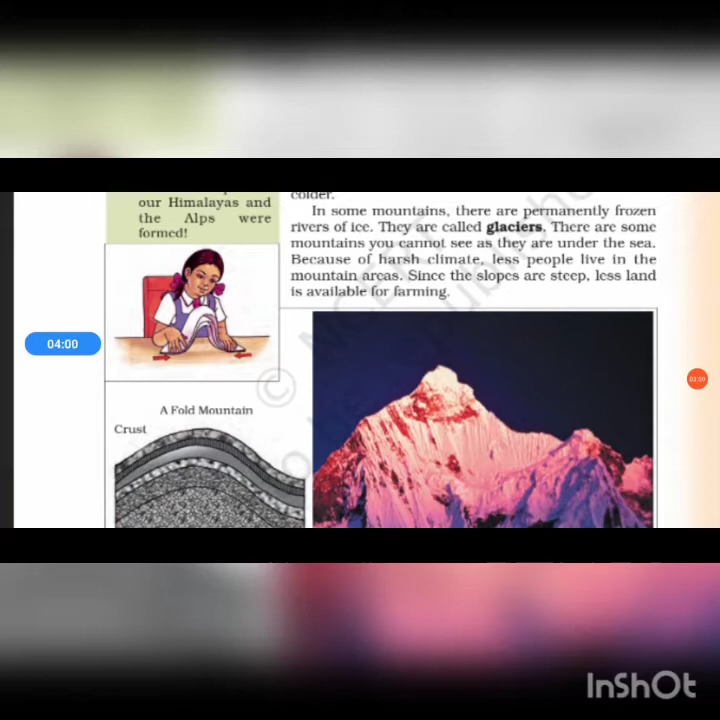 our Himalayas and
the Alps were
formed!
colder.
In some mountains, there are permanently frozen
rivers of ice. They are called glaciers. There are some
mountains you cannot see as they are under the sea.
Because of harsh climate, less people live in the
mountain areas. Since the slopes are steep, less land
is available for farming.
04:00
A Fold Mountain
Crust
© NCERT
InShOt